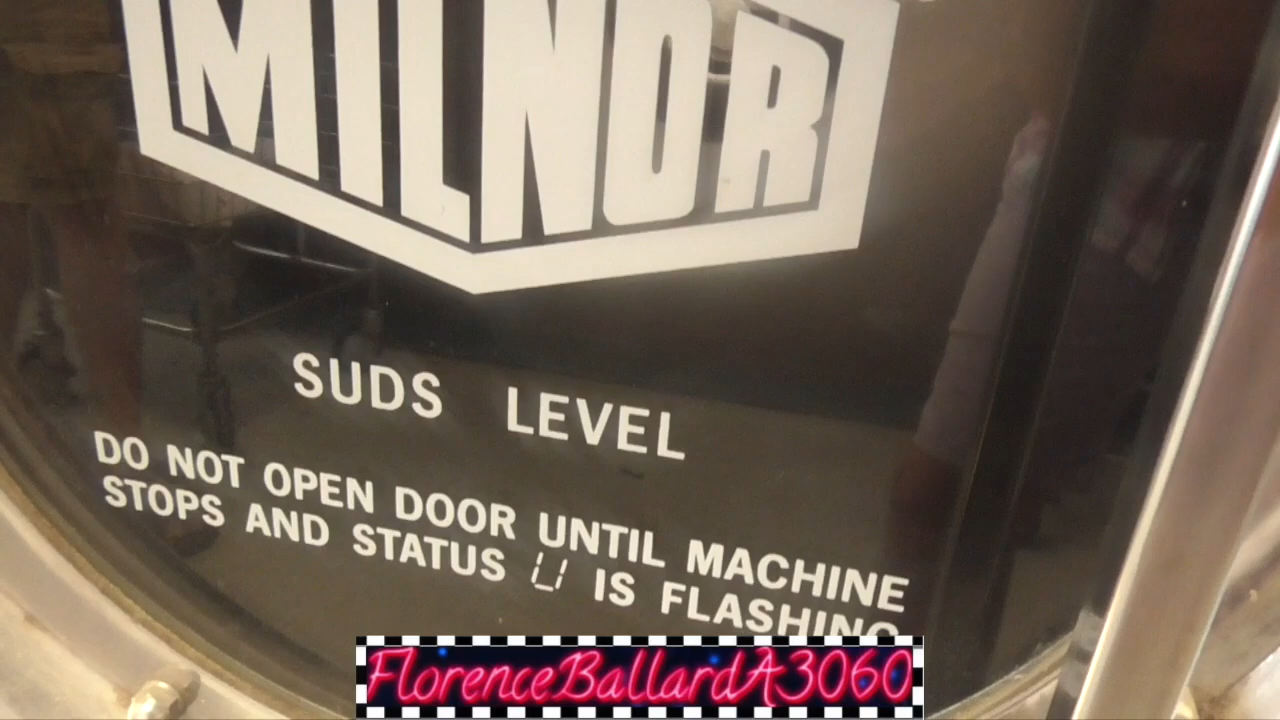 MILNOR
SUDS LEVEL
DO NOT OPEN DOOR UNTIL MACHINE
STOPS AND STATUS U IS FLASHING
FlorenceBallardA3060